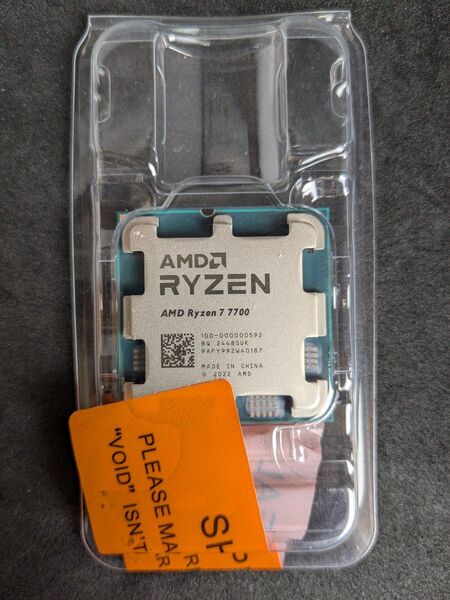 AMD
RYZEN
AMD Ryzen 7 7700
100-000000592
BQ 2448SUK
9AFY992W40187
MADE IN CHINA
© 2022 AMD
PLEASE MAR
"VOID" ISN'T